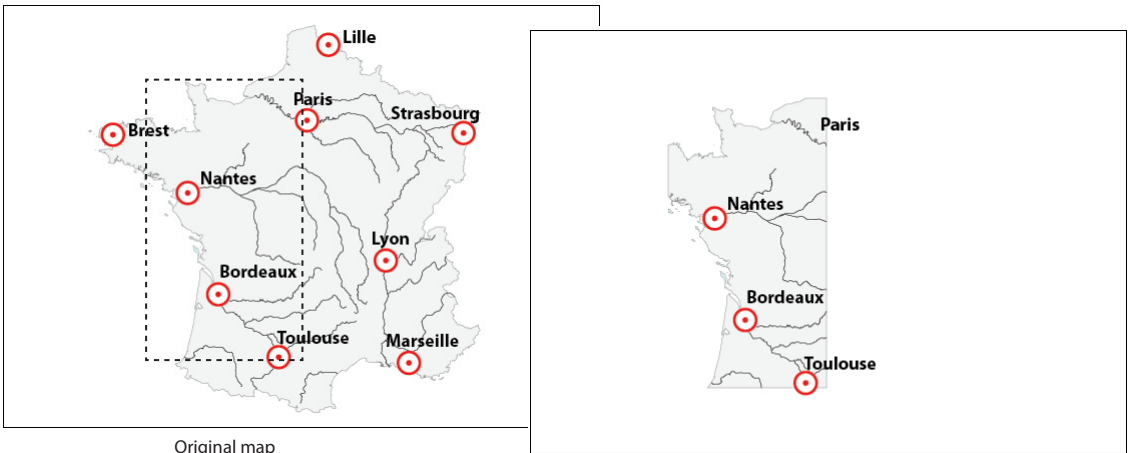 Lille
Paris
Strasbourg
Brest
Nantes
Lyon
Bordeaux
Toulouse
Marseille
Original map
Paris
Nantes
Bordeaux
Toulouse